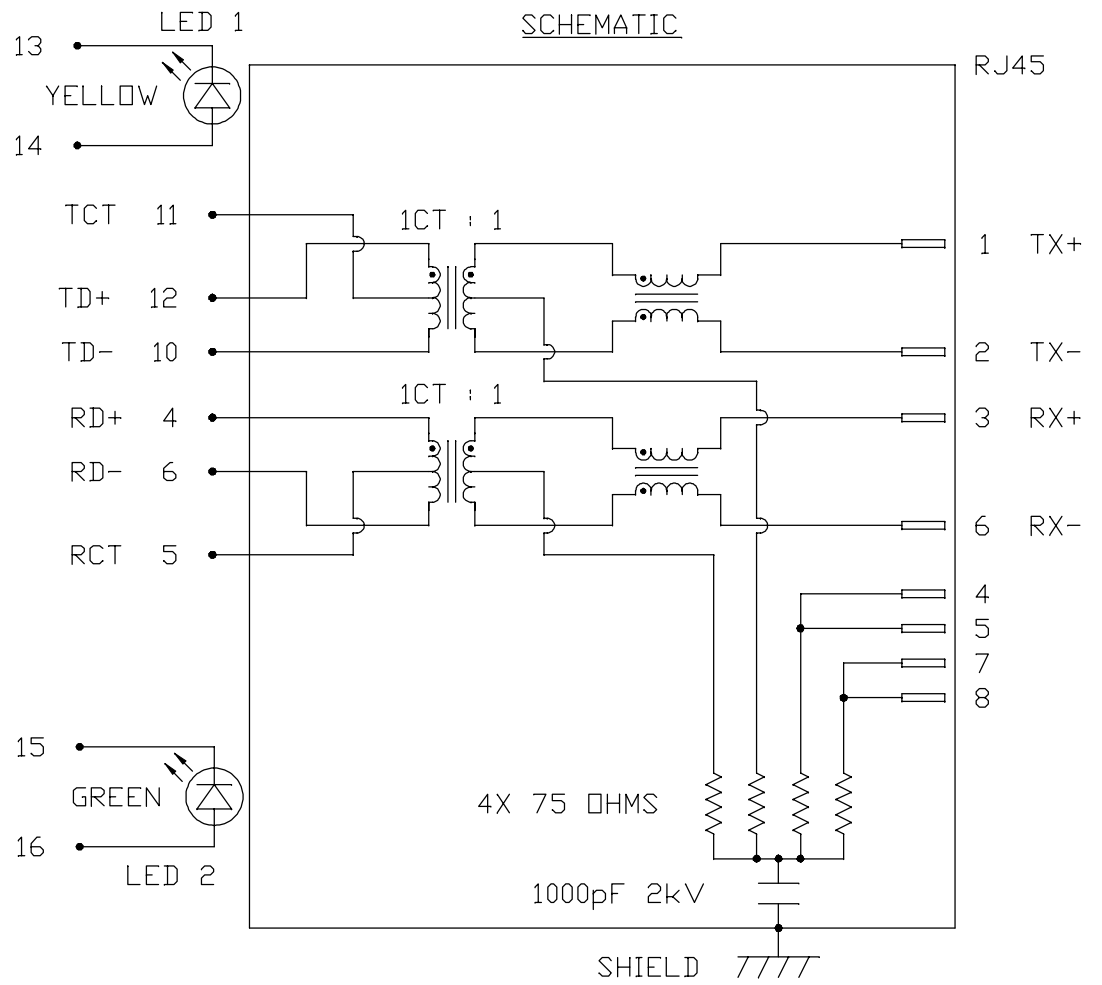 LED 1
SCHEMATIC
13
RJ45
YELLOW
14
TCT 11
1CT : 1
1 TX+
TD+ 12
TD- 10
2 TX-
1CT : 1
RD+ 4
3 RX+
RD- 6
6 RX-
RCT 5
4
5
7
8
15
GREEN
4X 75 OHMS
16
LED 2
1000pF 2kV
SHIELD